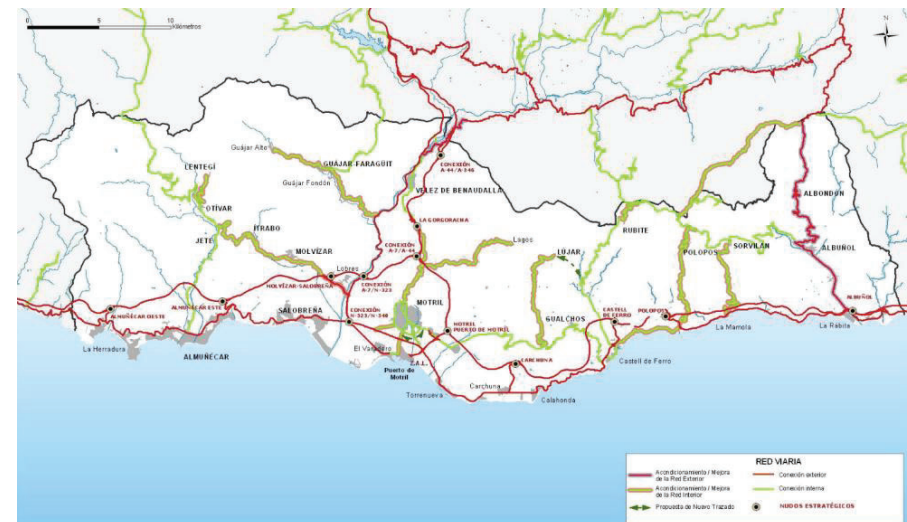 0 5 10
Kilómetros
N
Guájar Alto
LENTEGÍ
GUÁJAR-FARAGÜIT
CONEXIÓN
A-44/A-346
Guájar Fondón
VÉLEZ DE BENAUDALLA
ALBONDÓN
OTÍVAR
LA GORGORACHA
ÍTRABO
RUBITE
JETE
Lagos
POLOPOS
SORVILÁN
ALBUÑOL
MOLVÍZAR
CONEXIÓN
A-7/A-44
LÚJAR
Lobres
MOLVÍZAR-SALOBREÑA
CONEXIÓN
A-7/N-323
ALMUÑÉCAR OESTE
ALMUÑÉCAR ESTE
SALOBREÑA
MOTRIL
CONEXIÓN
N-323/N-340
GUALCHOS
CASTELL
DE FERRO
POLOPOS
ALBUÑOL
MOTRIL
PUERTO DE MOTRIL
La Mamola
La Rábita
La Herradura
ALMUÑÉCAR
El Varadero
Z.A.L.
Puerto de
Motril
CARCHUNA
Castell de Ferro
Torrenueva
Carchuna
Calahonda
RED VIARIA
Acondicionamiento / Mejora
de la Red Exterior
Conexión exterior
Acondicionamiento / Mejora
de la Red Interior
Conexión interna
Propuesta de Nuevo Trazado
NUDOS ESTRATÉGICOS